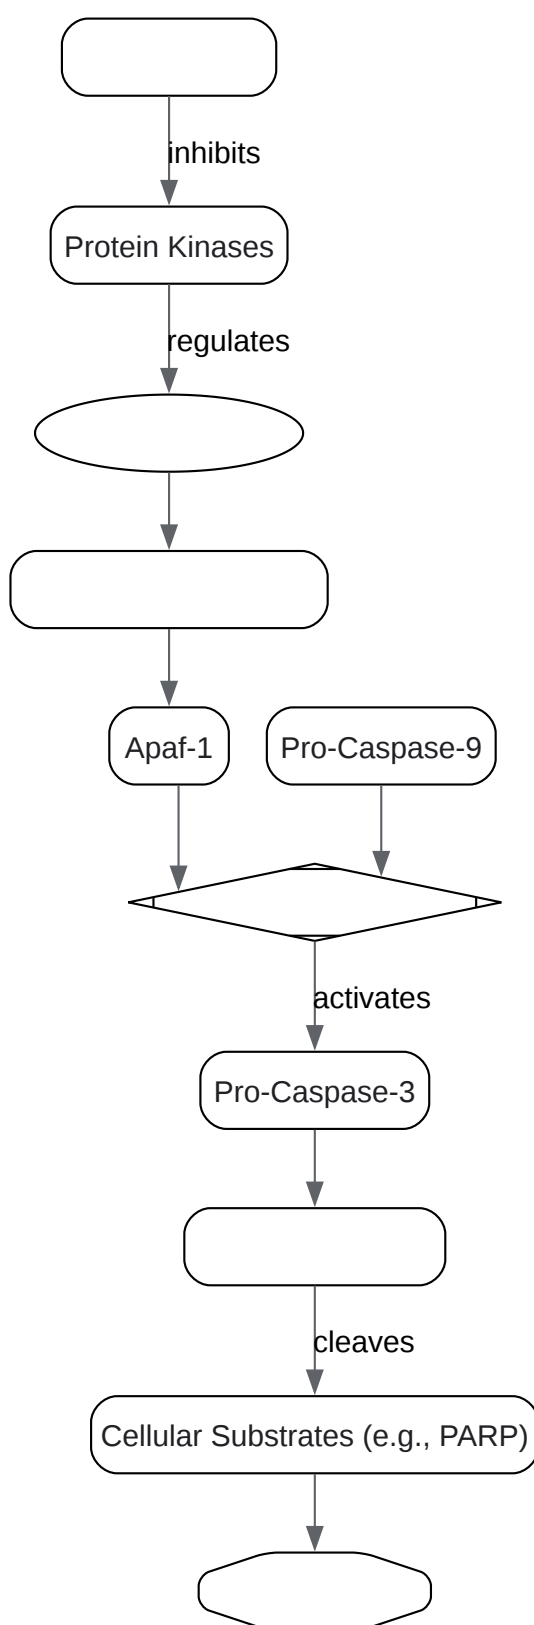 inhibits
Protein Kinases
regulates
Apaf-1
Pro-Caspase-9
activates
Pro-Caspase-3
cleaves
Cellular Substrates (e.g., PARP)